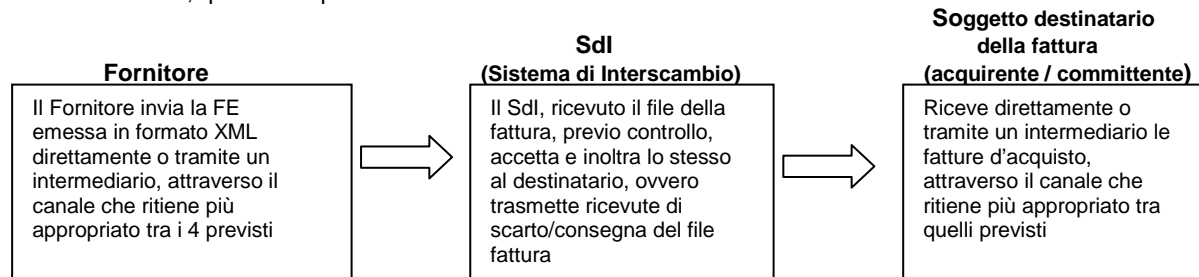 Fornitore
Il Fornitore invia la FE
emessa in formato XML
direttamente o tramite un
intermediario, attraverso il
canale che ritiene più
appropriato tra i 4 previsti
SdI
(Sistema di Interscambio)
Il SdI, ricevuto il file della
fattura, previo controllo,
accetta e inoltra lo stesso
al destinatario, ovvero
trasmette ricevute di
scarto/consegna del file
fattura
Soggetto destinatario
della fattura
(acquirente / committente)
Riceve direttamente o
tramite un intermediario le
fatture d'acquisto,
attraverso il canale che
ritiene più appropriato tra
quelli previsti